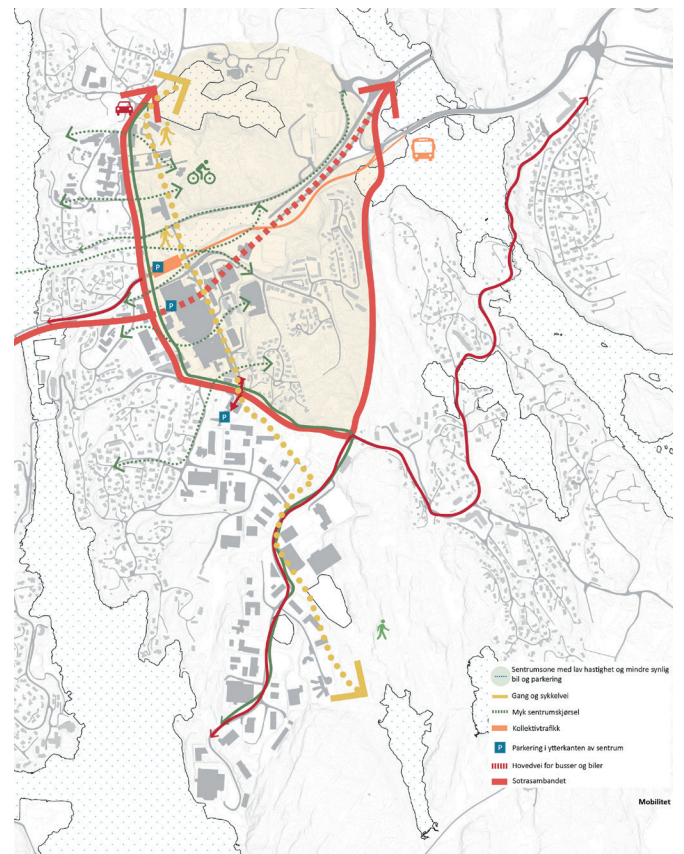 P
P
P
Sentrumsone med lav hastighet og mindre synlig
bil og parkering
Gang og sykkelvei
Myk sentrumskjørsel
Kollektivtrafikk
P Parkering i ytterkanten av sentrum
Hovedvei for busser og biler
Sotrasambandet
Mobilitet